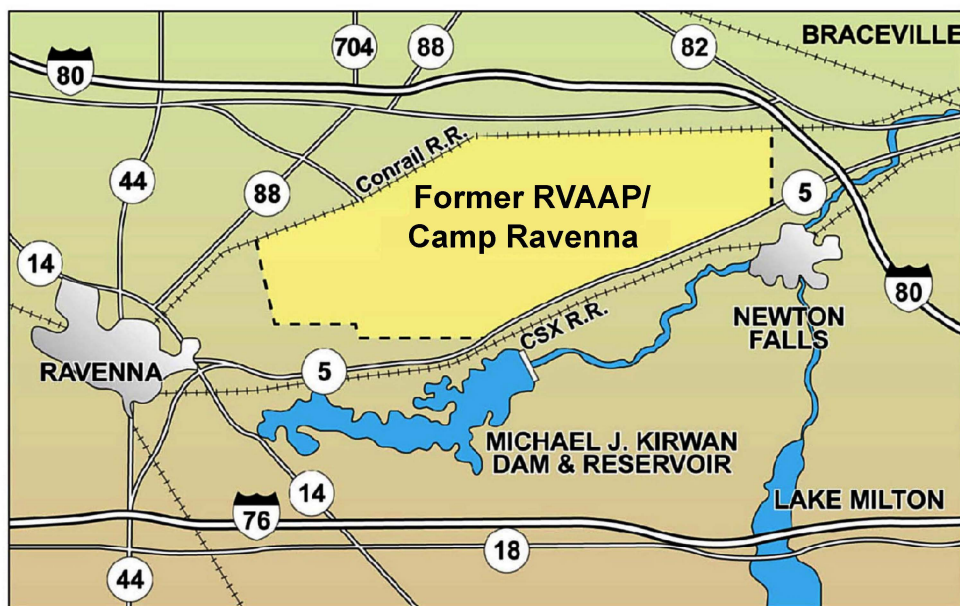 704
88
82
BRACEVILLE
80
Conrail R.R.
44
88
Former RVAAP/
Camp Ravenna
5
14
80
NEWTON
FALLS
CSX R.R.
RAVENNA
5
MICHAEL J. KIRWAN
DAM & RESERVOIR
14
LAKE MILTON
76
18
44